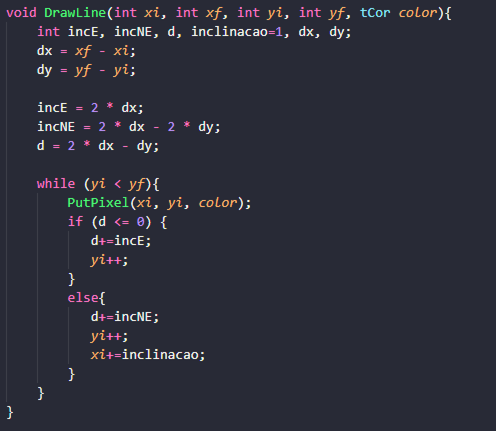 void DrawLine(int xi, int xf, int yi, int yf, tCor color){
    int incE, incNE, d, inclinacao=1, dx, dy;
    dx = xf - xi;
    dy = yf - yi;

    incE = 2 * dx;
    incNE = 2 * dx - 2 * dy;
    d = 2 * dx - dy;

    while (yi < yf){
        PutPixel(xi, yi, color);
        if (d <= 0) {
           d+=incE;
           yi++;
        }
        else{
           d+=incNE;
           yi++;
           xi+=inclinacao;
        }
    }
}